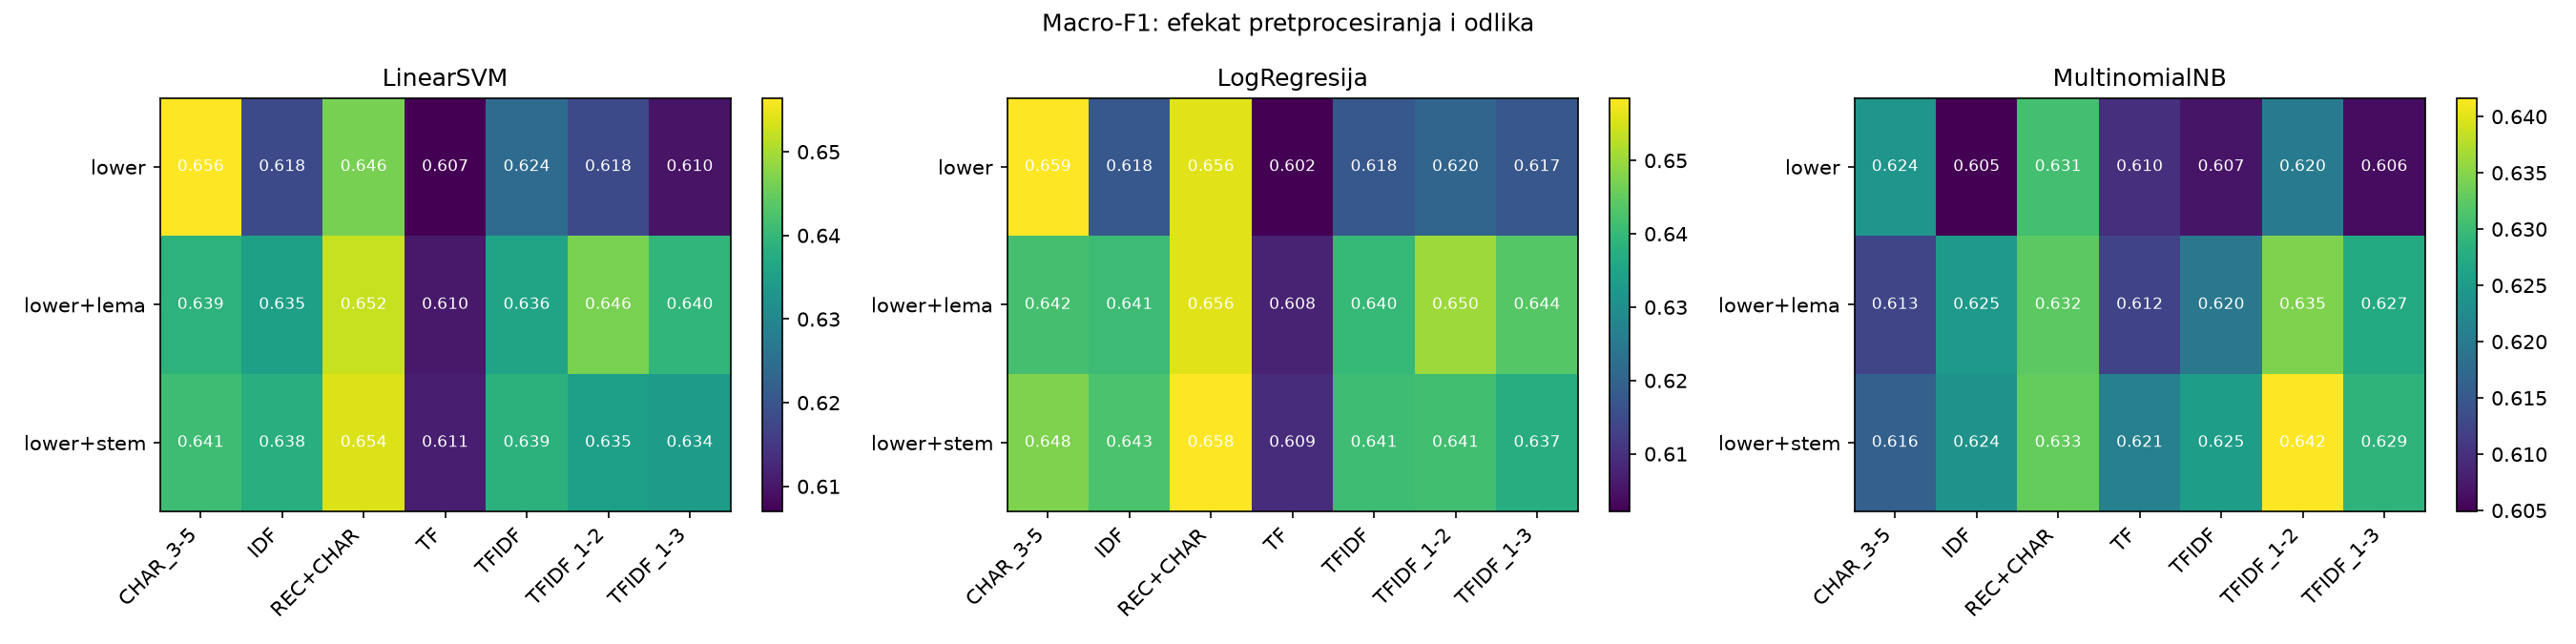 Macro-F1: efekat pretprocesiranja i odlika
LinearSVM
lower 0.656 0.618 0.646 0.607 0.624 0.618 0.610
lower+lema 0.639 0.635 0.652 0.610 0.636 0.646 0.640
lower+stem 0.641 0.638 0.654 0.611 0.639 0.635 0.634
CHAR_3-5 IDF REC+CHAR TF TFIDF TFIDF_1-2 TFIDF_1-3
0.65
0.64
0.63
0.62
0.61
LogRegresija
lower 0.659 0.618 0.656 0.602 0.618 0.620 0.617
lower+lema 0.642 0.641 0.656 0.608 0.640 0.650 0.644
lower+stem 0.648 0.643 0.658 0.609 0.641 0.641 0.637
CHAR_3-5 IDF REC+CHAR TF TFIDF TFIDF_1-2 TFIDF_1-3
0.65
0.64
0.63
0.62
0.61
MultinomialNB
lower 0.624 0.605 0.631 0.610 0.607 0.620 0.606
lower+lema 0.613 0.625 0.632 0.612 0.620 0.635 0.627
lower+stem 0.616 0.624 0.633 0.621 0.625 0.642 0.629
CHAR_3-5 IDF REC+CHAR TF TFIDF TFIDF_1-2 TFIDF_1-3
0.640
0.635
0.630
0.625
0.620
0.615
0.610
0.605